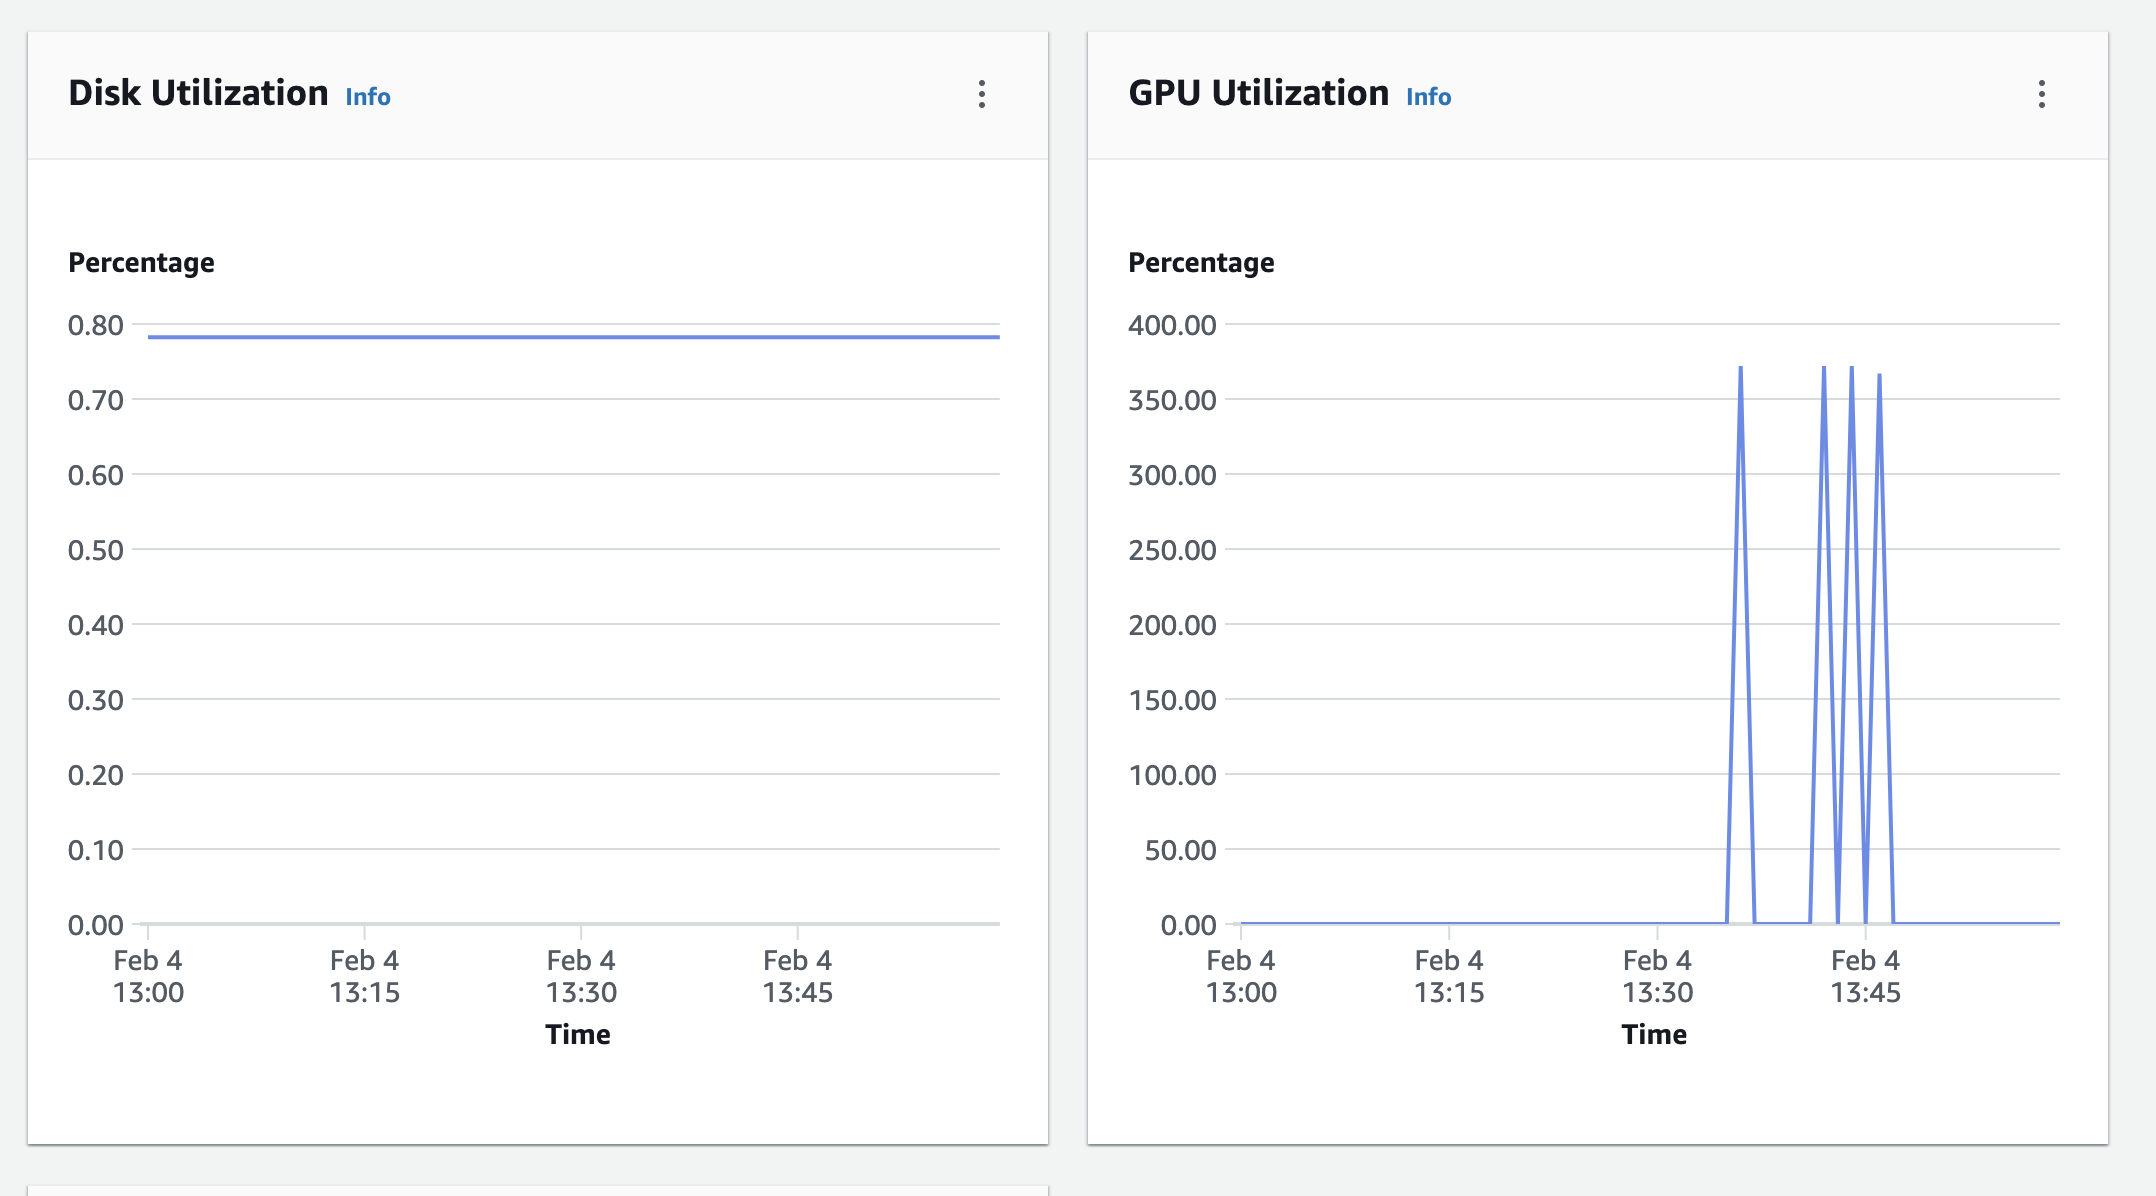 Disk Utilization Info
Percentage
0.80
0.70
0.60
0.50
0.40
0.30
0.20
0.10
0.00
Feb 4 Feb 4 Feb 4 Feb 4
13:00 13:15 13:30 13:45
Time
GPU Utilization Info
Percentage
400.00
350.00
300.00
250.00
200.00
150.00
100.00
50.00
0.00
Feb 4 Feb 4 Feb 4 Feb 4
13:00 13:15 13:30 13:45
Time